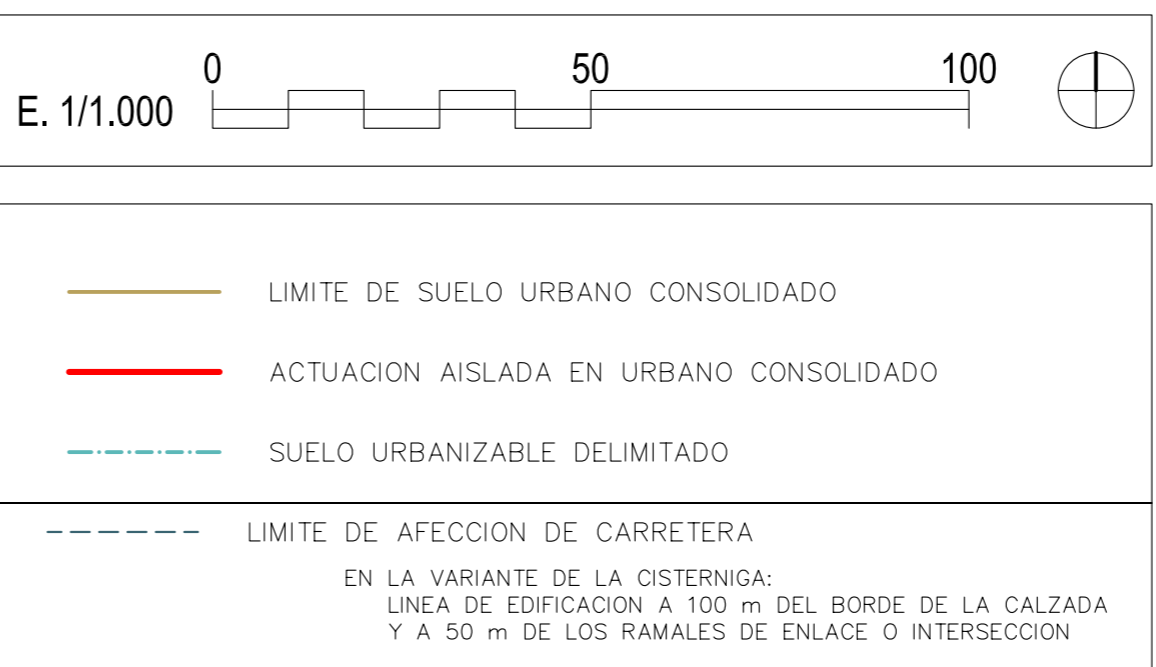 0 50 100
E. 1/1.000
LIMITE DE SUELO URBANO CONSOLIDADO
ACTUACION AISLADA EN URBANO CONSOLIDADO
SUELO URBANIZABLE DELIMITADO
LIMITE DE AFECCION DE CARRETERA
EN LA VARIANTE DE LA CISTERNIGA:
LINEA DE EDIFICACION A 100 m DEL BORDE DE LA CALZADA
Y A 50 m DE LOS RAMALES DE ENLACE O INTERSECCION